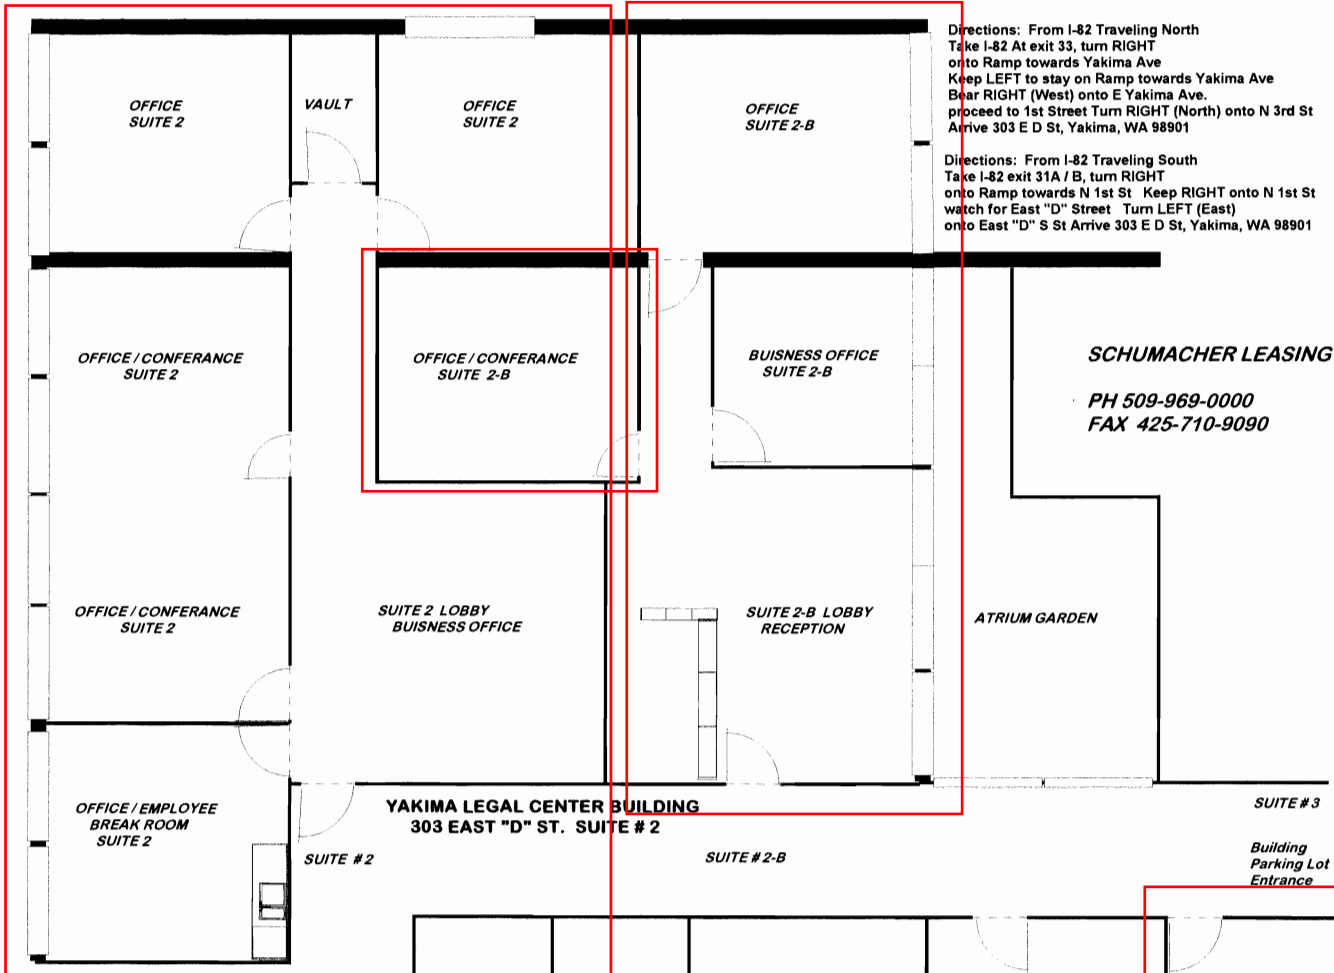 Directions: From I-82 Traveling North
Take I-82 At exit 33, turn RIGHT
onto Ramp towards Yakima Ave
Keep LEFT to stay on Ramp towards Yakima Ave
Bear RIGHT (West) onto E Yakima Ave.
proceed to 1st Street Turn RIGHT (North) onto N 3rd St
Arrive 303 E D St, Yakima, WA 98901
Directions: From I-82 Traveling South
Take I-82 exit 31A / B, turn RIGHT
onto Ramp towards N 1st St Keep RIGHT onto N 1st St
watch for East "D" Street Turn LEFT (East)
onto East "D" S St Arrive 303 E D St, Yakima, WA 98901
OFFICE
SUITE 2
VAULT
OFFICE
SUITE 2
OFFICE
SUITE 2-B
OFFICE / CONFERANCE
SUITE 2
OFFICE / CONFERANCE
SUITE 2-B
BUISNESS OFFICE
SUITE 2-B
SCHUMACHER LEASING
PH 509-969-0000
FAX 425-710-9090
OFFICE / CONFERANCE
SUITE 2
SUITE 2 LOBBY
BUISNESS OFFICE
SUITE 2-B LOBBY
RECEPTION
ATRIUM GARDEN
OFFICE / EMPLOYEE
BREAK ROOM
SUITE 2
YAKIMA LEGAL CENTER BUILDING
303 EAST "D" ST. SUITE # 2
SUITE # 2
SUITE # 2-B
SUITE # 3
Building
Parking Lot
Entrance